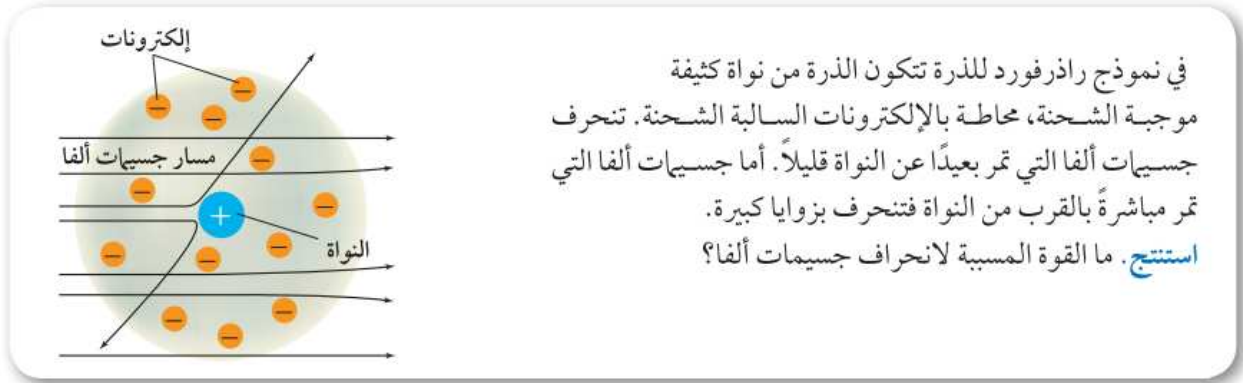 في نموذج راذرفورد للذرة تتكون الذرة من نواة كثيفة
موجبة الشحنة، محاطة بالإلكترونات السالبة الشحنة. تنحرف
جسيمات ألفا التي تمر بعيدًا عن النواة قليلاً. أما جسيمات ألفا التي
تمر مباشرةً بالقرب من النواة فتنحرف بزوايا كبيرة.
استنتج. ما القوة المسببة لانحراف جسيمات ألفا؟
إلكترونات
مسار جسيمات ألفا
النواة